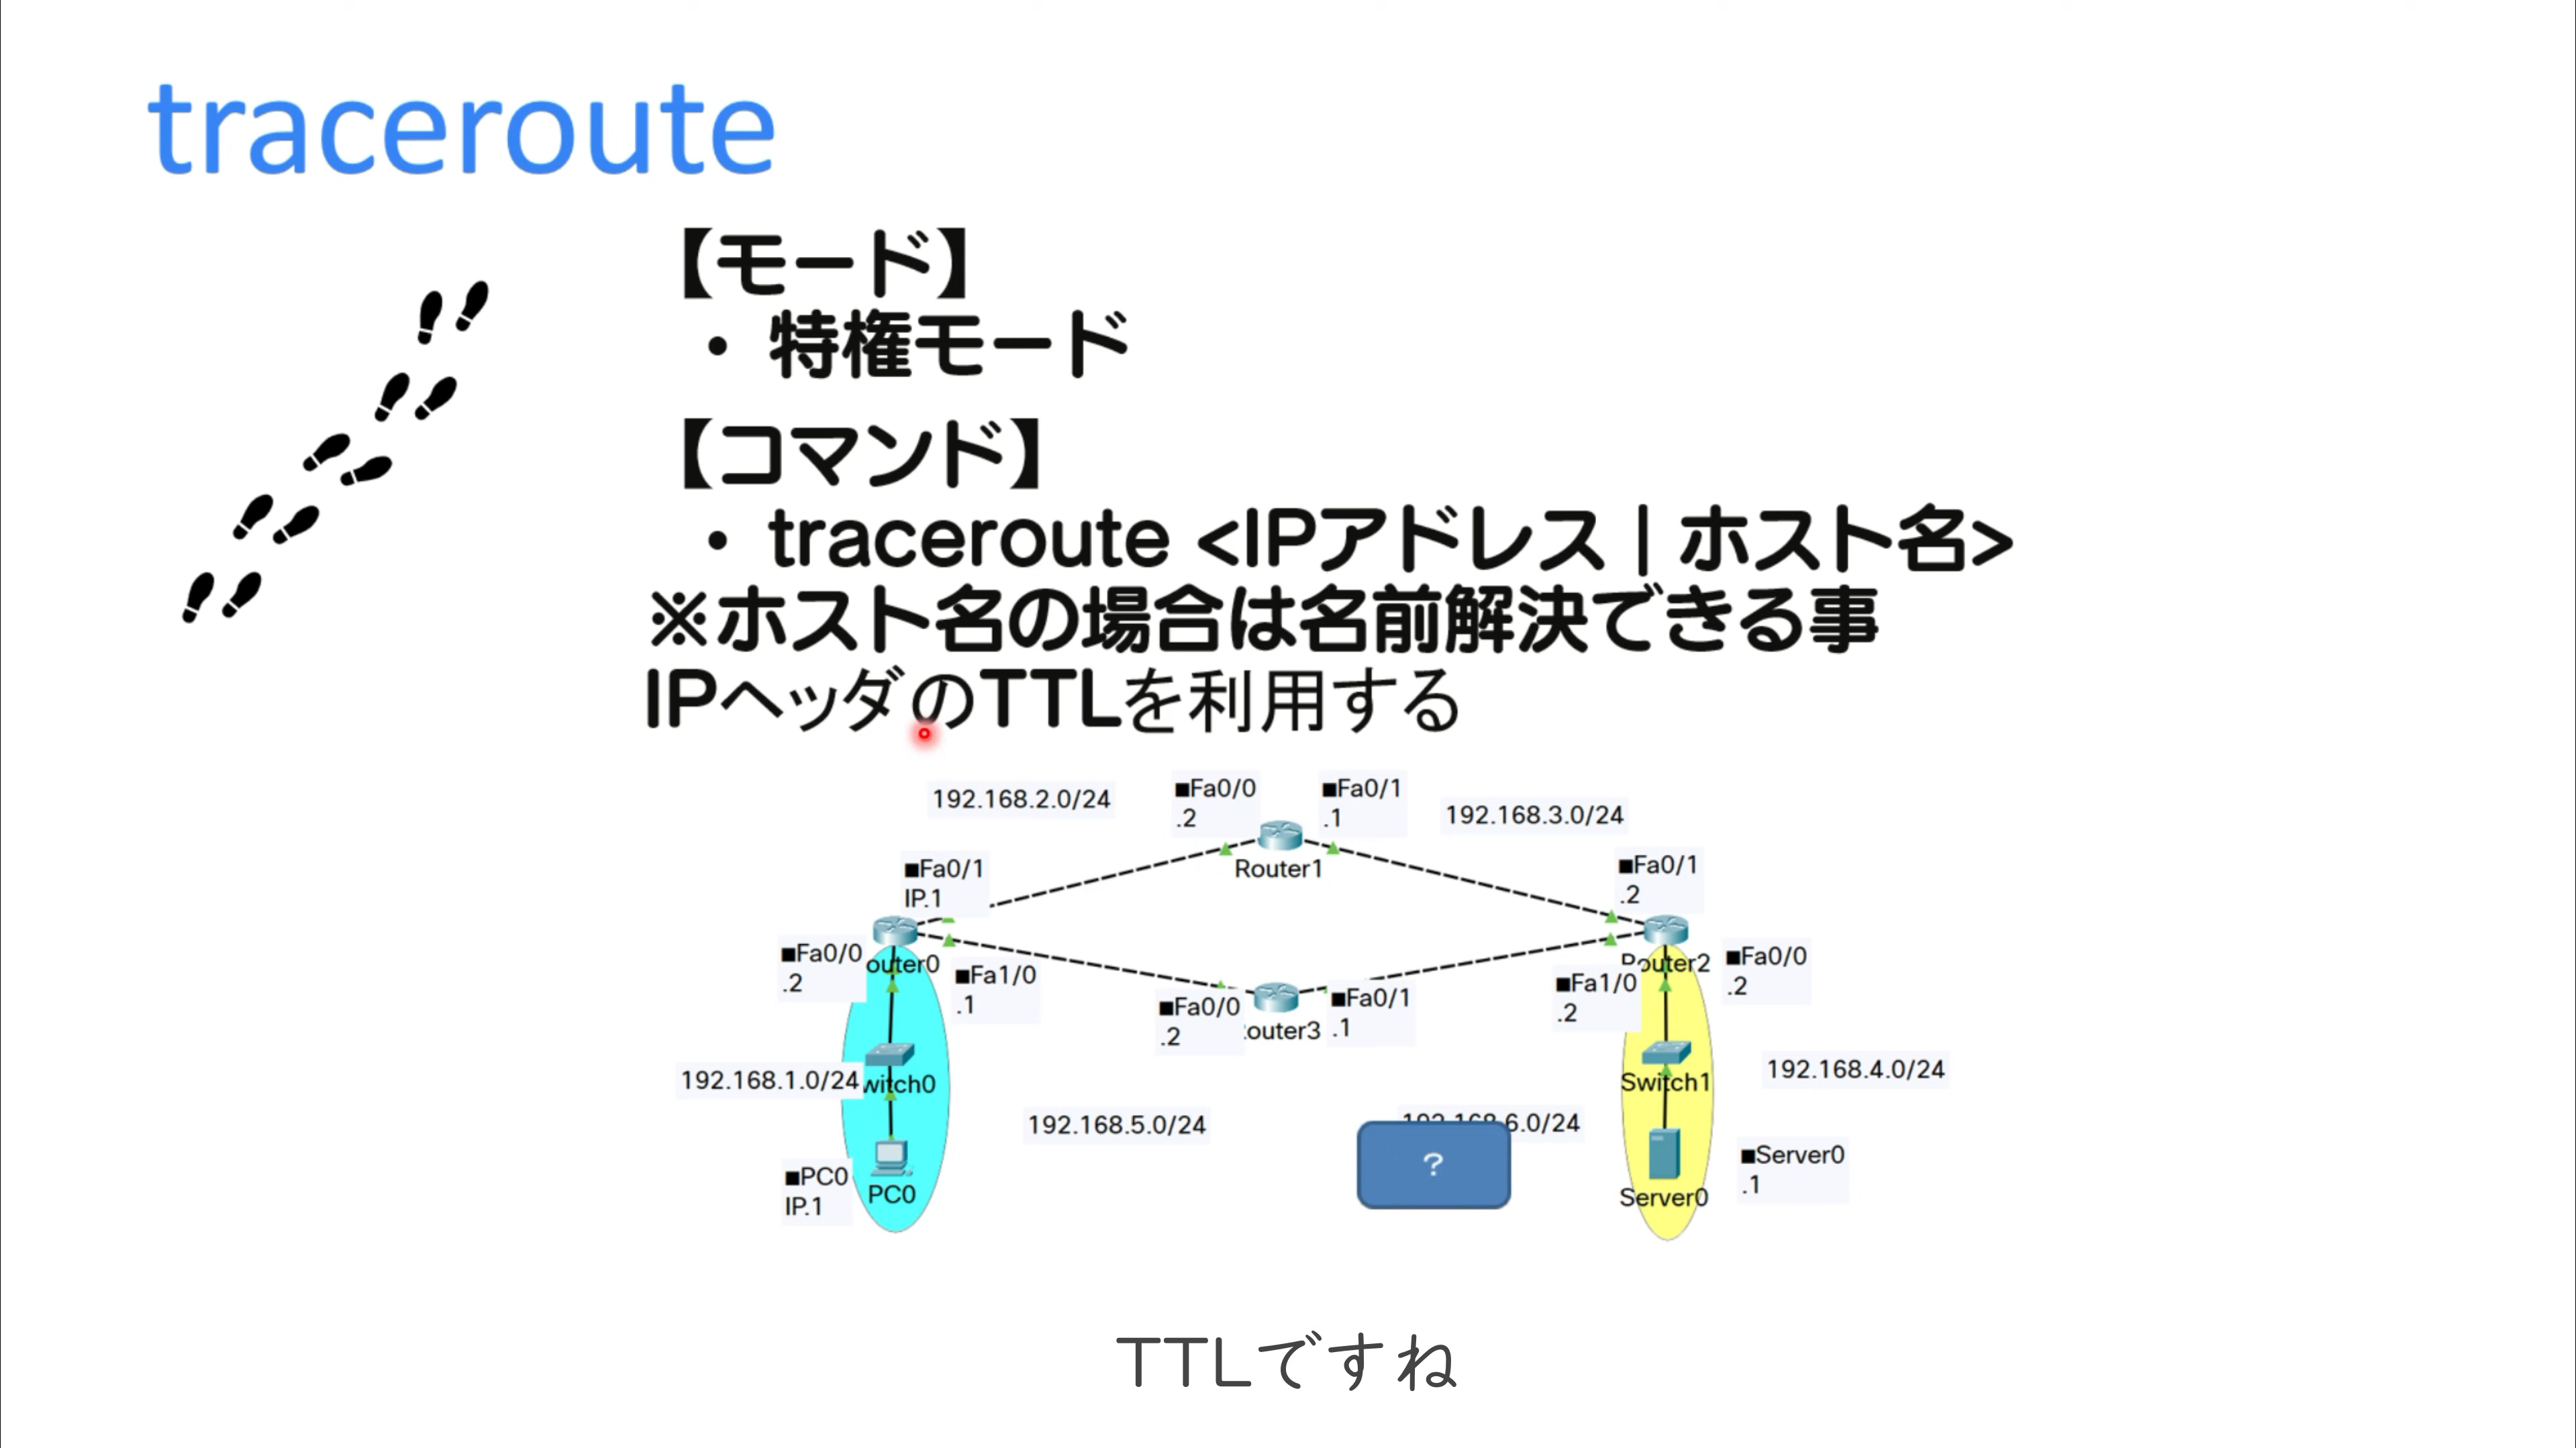 traceroute
【モード】
・特権モード
【コマンド】
・traceroute <IPアドレス | ホスト名>
※ホスト名の場合は名前解決できる事
IPヘッダのTTLを利用する
192.168.2.0/24
■Fa0/0
.2
■Fa0/1
.1
192.168.3.0/24
Router1
■Fa0/1
IP.1
■Fa0/1
.2
■Fa0/0
.2
outer0
■Fa1/0
.1
■Fa0/0
.2
outer3
■Fa0/1
.1
■Fa1/0
.2
Router2
■Fa0/0
.2
192.168.1.0/24
witch0
Switch1
192.168.4.0/24
192.168.5.0/24
192.168.6.0/24
?
■PC0
IP.1
PC0
Server0
■Server0
.1
TTLですね